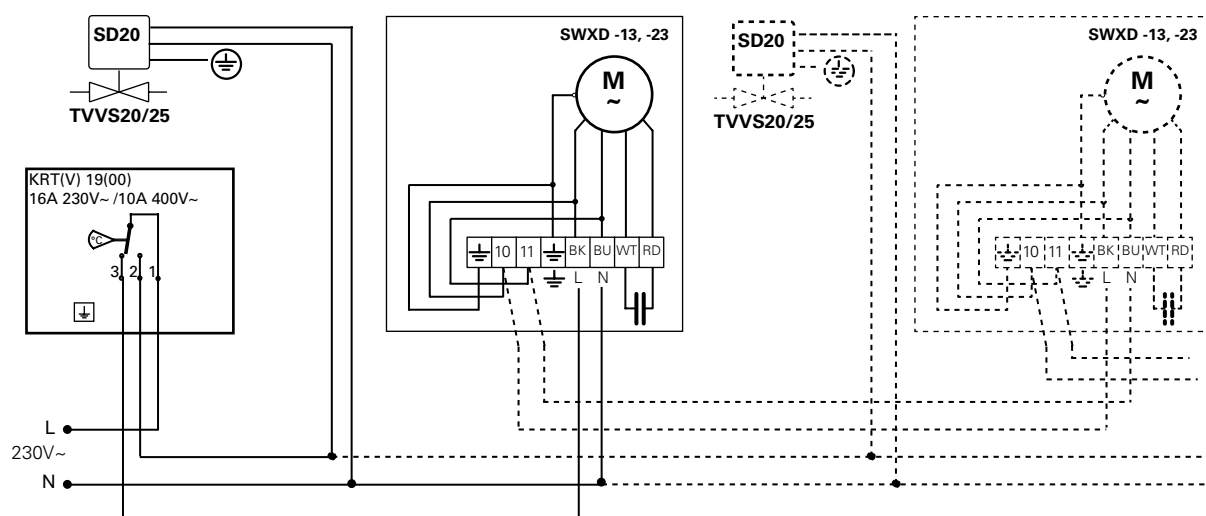 SD20
TVVS20/25
SWXD -13, -23
M
~
SD20
TVVS20/25
SWXD -13, -23
M
~
KRT(V) 19(00)
16A 230V~ /10A 400V~
°C
3 2 1
10 11 BK BU WT RD
L N
10 11 BK BU WT RD
L N
L
230V~
N